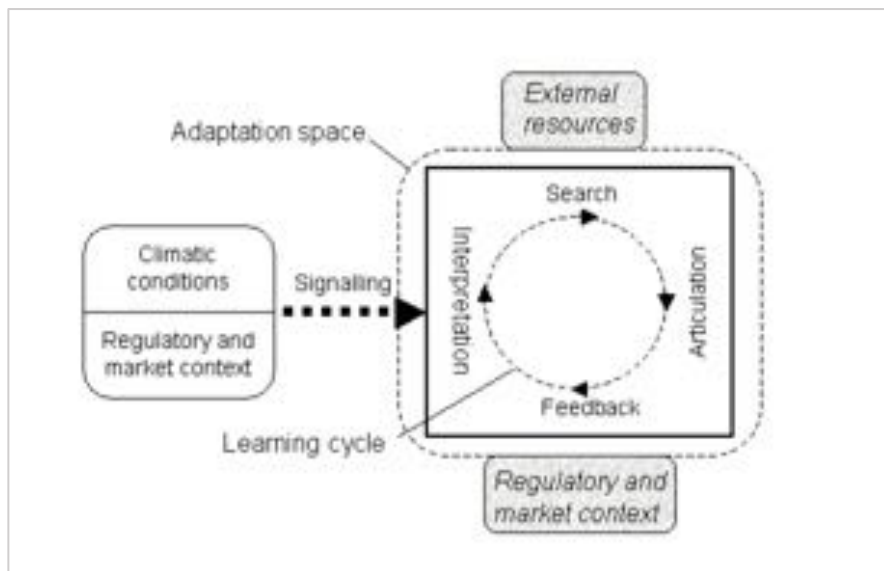 External
resources
Adaptation space
Search
Climatic
conditions
Signalling
Interpretation
Articulation
Regulatory and
market context
Feedback
Learning cycle
Regulatory and
market context